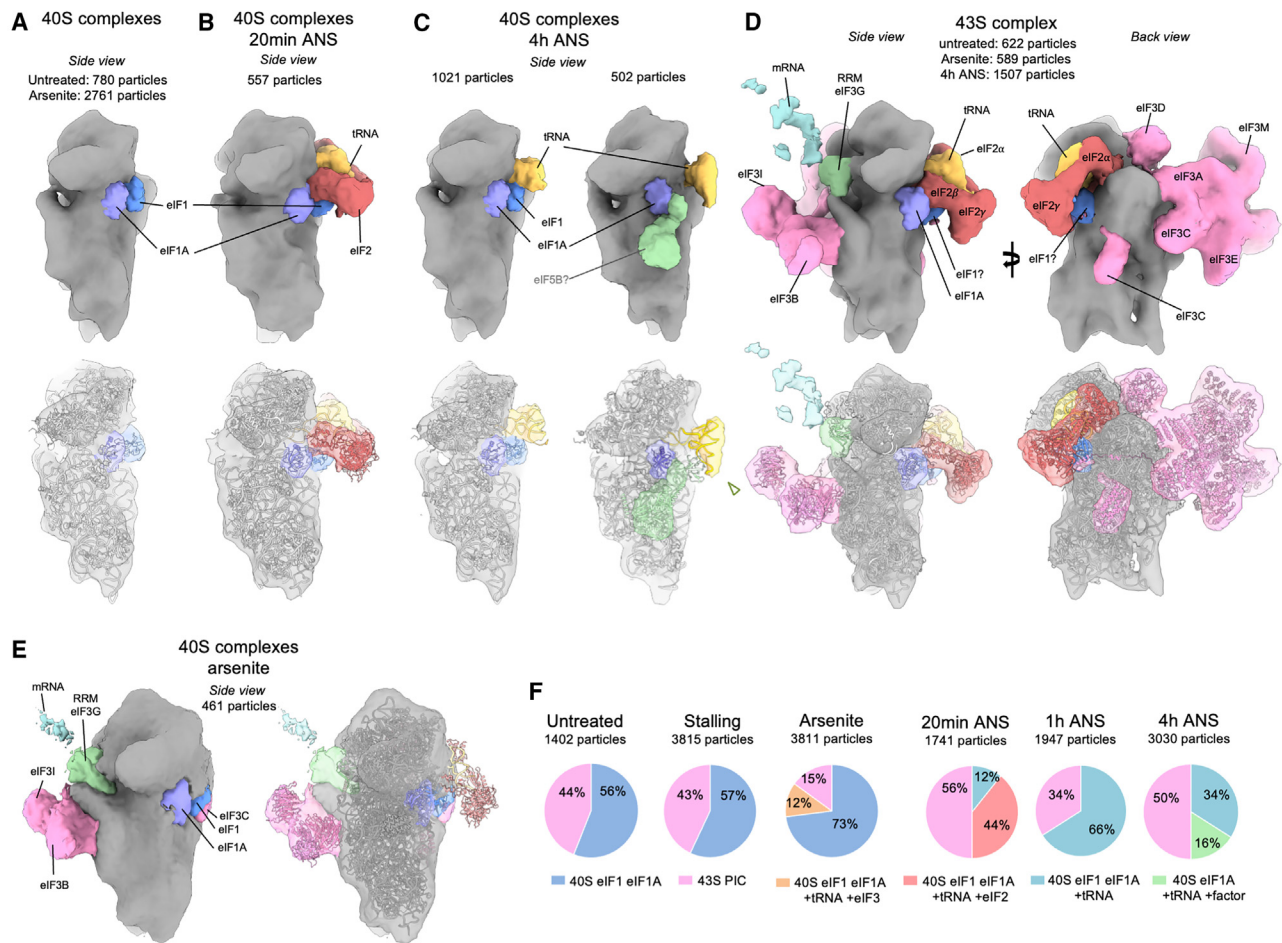 A
40S complexes
Side view
Untreated: 780 particles
Arsenite: 2761 particles
eIF1
eIF1A
B
40S complexes
20min ANS
Side view
557 particles
tRNA
eIF2
C
40S complexes
4h ANS
Side view
1021 particles
502 particles
tRNA
eIF1
eIF1A
eIF5B?
D
43S complex
Side view
untreated: 622 particles
Arsenite: 589 particles
4h ANS: 1507 particles
Back view
mRNA
RRM
eIF3G
tRNA
eIF2α
eIF3I
eIF2β
eIF2γ
eIF1?
eIF1A
eIF3B
tRNA
eIF3D
eIF3M
eIF2α
eIF3A
eIF2γ
eIF3C
eIF1?
eIF3E
eIF3C
E
40S complexes
arsenite
Side view
461 particles
mRNA
RRM
eIF3G
eIF3I
eIF3C
eIF1
eIF1A
eIF3B
F
Untreated
1402 particles
44%
56%
Stalling
3815 particles
43%
57%
Arsenite
3811 particles
15%
12%
73%
20min ANS
1741 particles
56%
12%
44%
1h ANS
1947 particles
34%
66%
4h ANS
3030 particles
50%
34%
16%
40S eIF1 eIF1A
43S PIC
40S eIF1 eIF1A
+tRNA +eIF3
40S eIF1 eIF1A
+tRNA +eIF2
40S eIF1 eIF1A
+tRNA
40S eIF1A
+tRNA +factor